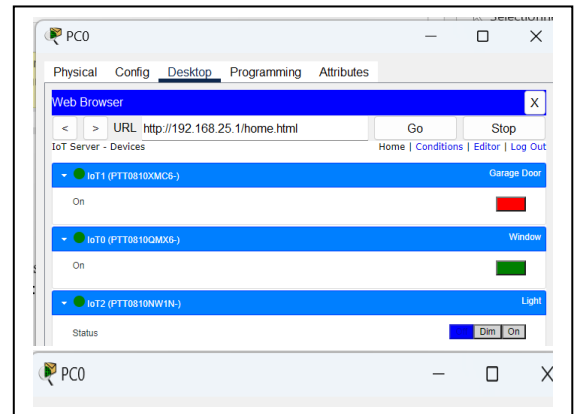 PC0
Physical Config Desktop Programming Attributes
Web Browser X
< > URL http://192.168.25.1/home.html Go Stop
IoT Server - Devices Home | Conditions | Editor | Log Out
IoT1 (PTT0810XMC6-) Garage Door
On
IoT0 (PTT0810QMX6-) Window
On
IoT2 (PTT0810NW1N-) Light
Status Dim On
PC0